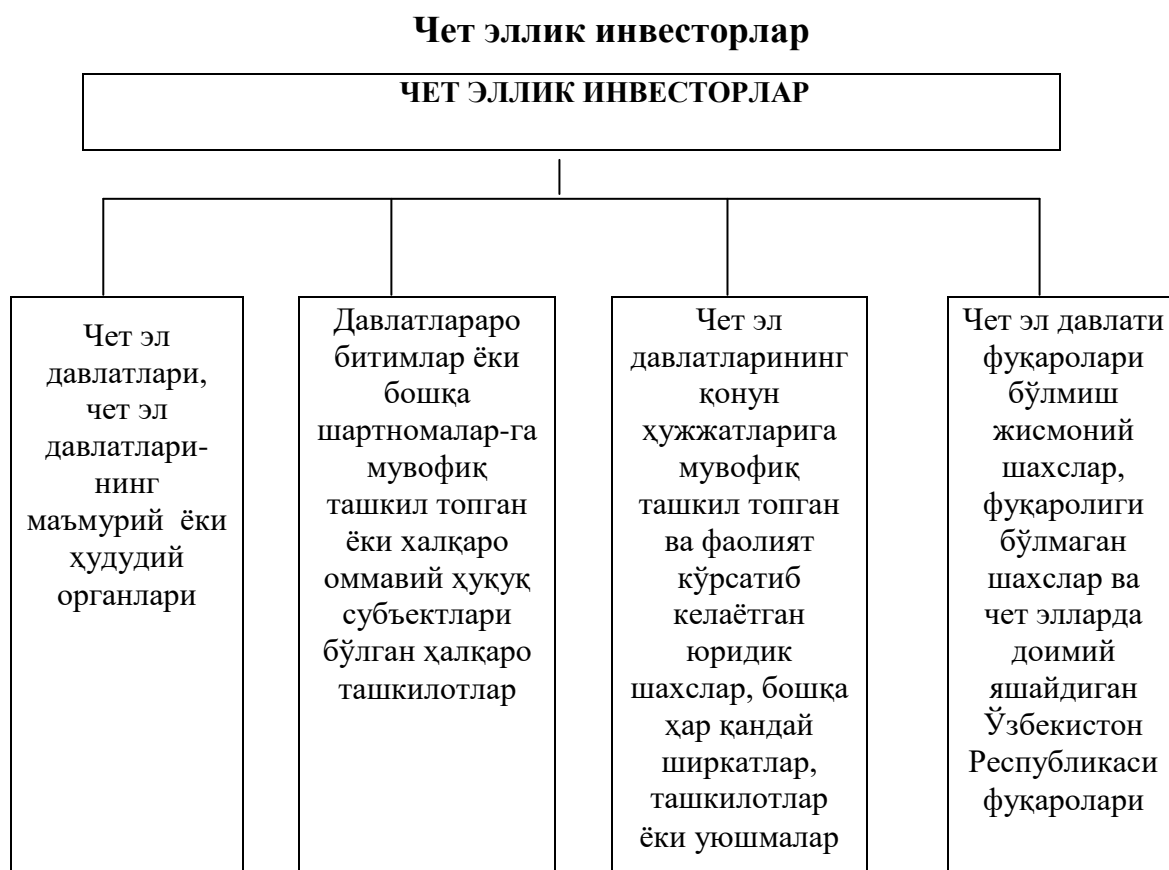 Чет эллик инвесторлар
ЧЕТ ЭЛЛИК ИНВЕСТОРЛАР
Чет эл
давлатлари,
чет эл
давлатлари-
нинг
маъмурий ёки
ҳудудий
органлари
Давлатлараро
битимлар ёки
бошқа
шартномалар-га
мувофиқ
ташкил топган
ёки халқаро
оммавий ҳуқуқ
субъектлари
бўлган ҳалқаро
ташкилотлар
Чет эл
давлатларининг
қонун
ҳужжатларига
мувофиқ
ташкил топган
ва фаолият
кўрсатиб
келаётган
юридик
шахслар, бошқа
ҳар қандай
ширкатлар,
ташкилотлар
ёки уюшмалар
Чет эл давлати
фуқаролари
бўлмиш
жисмоний
шахслар,
фуқаролиги
бўлмаган
шахслар ва
чет элларда
доимий
яшайдиган
Ўзбекистон
Республикаси
фуқаролари